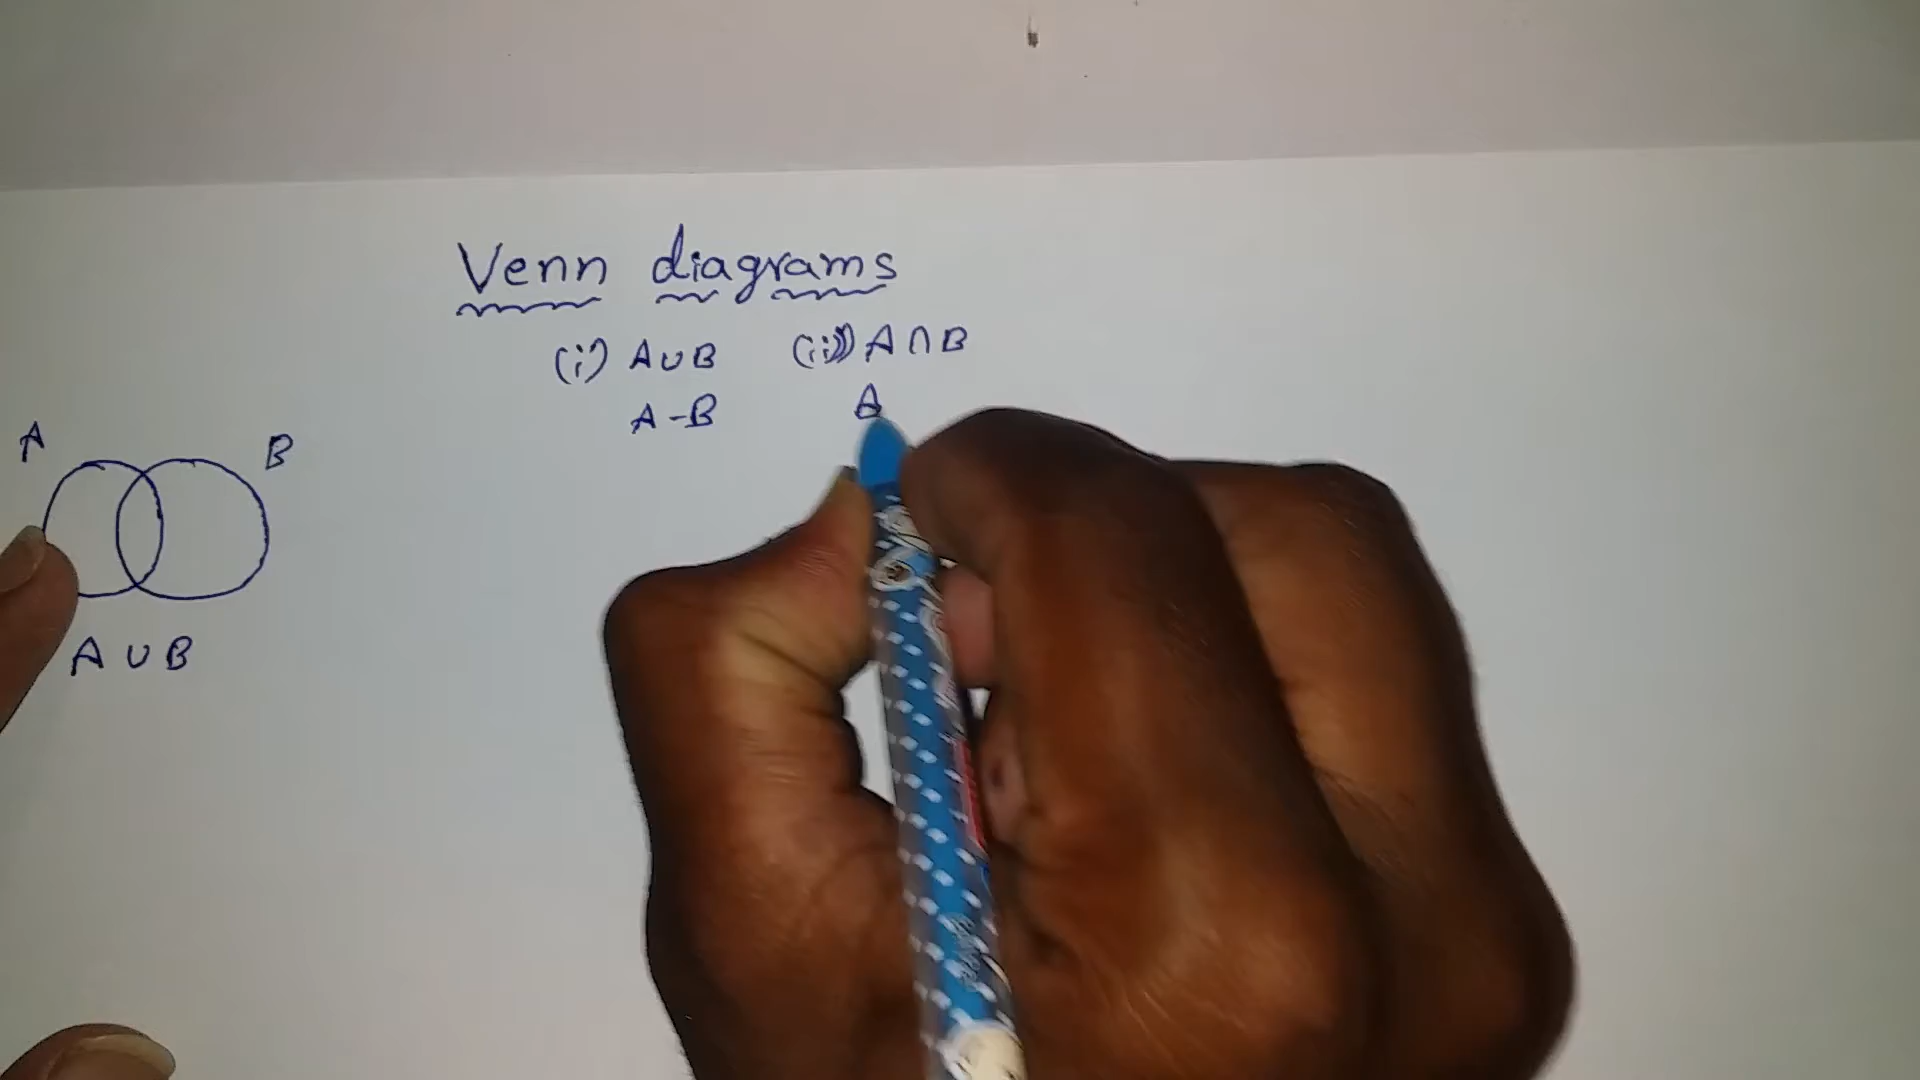 Venn diagrams
(i) A∪B (ii) A∩B
A-B A
A B
A ∪ B